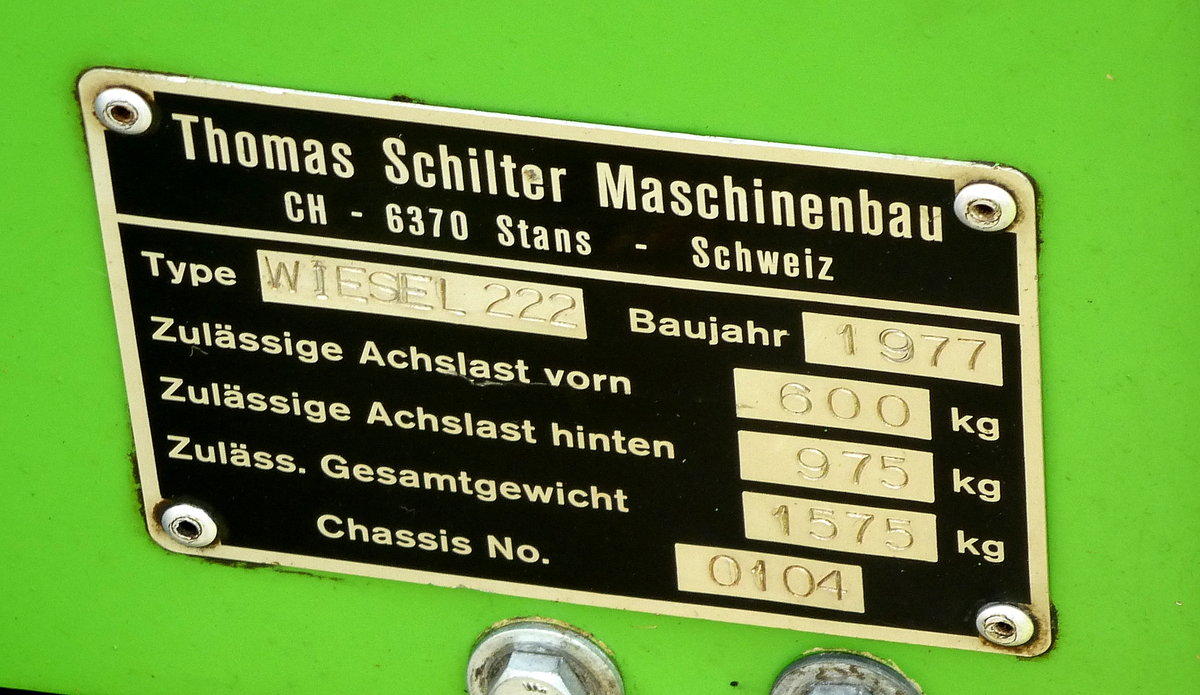 Thomas Schilter Maschinenbau
CH - 6370 Stans - Schweiz
Type WIESEL 222 Baujahr 1977
Zulässige Achslast vorn 600 kg
Zulässige Achslast hinten 975 kg
Zuläss. Gesamtgewicht 1575 kg
Chassis No. 0104